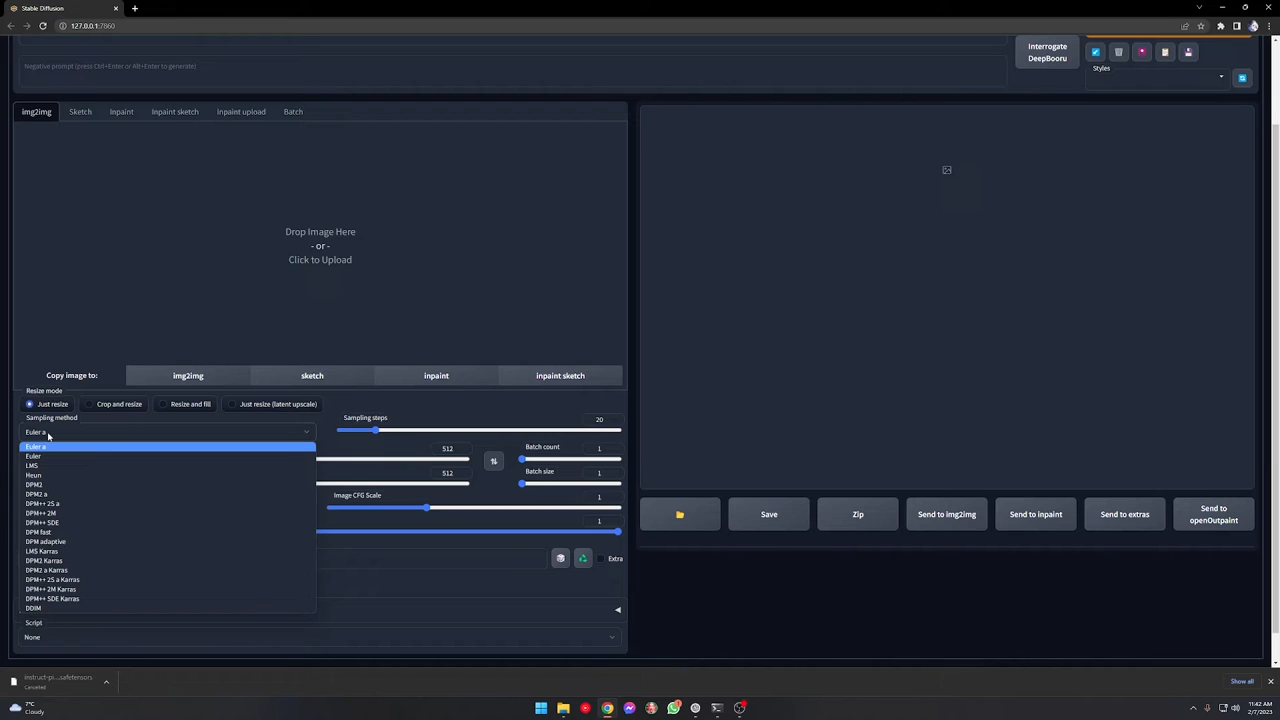 Stable Diffusion
127.0.0.1:7860
Negative prompt (press Ctrl+Enter or Alt+Enter to generate)
Interrogate
DeepBooru
Styles
img2img
Sketch
Inpaint
Inpaint sketch
Inpaint upload
Batch
Drop Image Here
- or -
Click to Upload
Copy image to:
img2img
sketch
inpaint
inpaint sketch
Resize mode
Just resize
Crop and resize
Resize and fill
Just resize (latent upscale)
Sampling method
Euler a
Sampling steps
20
Euler a
Euler
LMS
Heun
DPM2
DPM2 a
DPM++ 2S a
DPM++ 2M
DPM++ SDE
DPM fast
DPM adaptive
LMS Karras
DPM2 Karras
DPM2 a Karras
DPM++ 2S a Karras
DPM++ 2M Karras
DPM++ SDE Karras
DDIM
512
Batch count
1
512
Batch size
1
Image CFG Scale
1
1
Extra
Script
None
Save
Zip
Send to img2img
Send to inpaint
Send to extras
Send to
openOutpaint
instruct-pi....safetensors
Cancelled
Show all
7°C
Cloudy
11:42 AM
2/7/2023